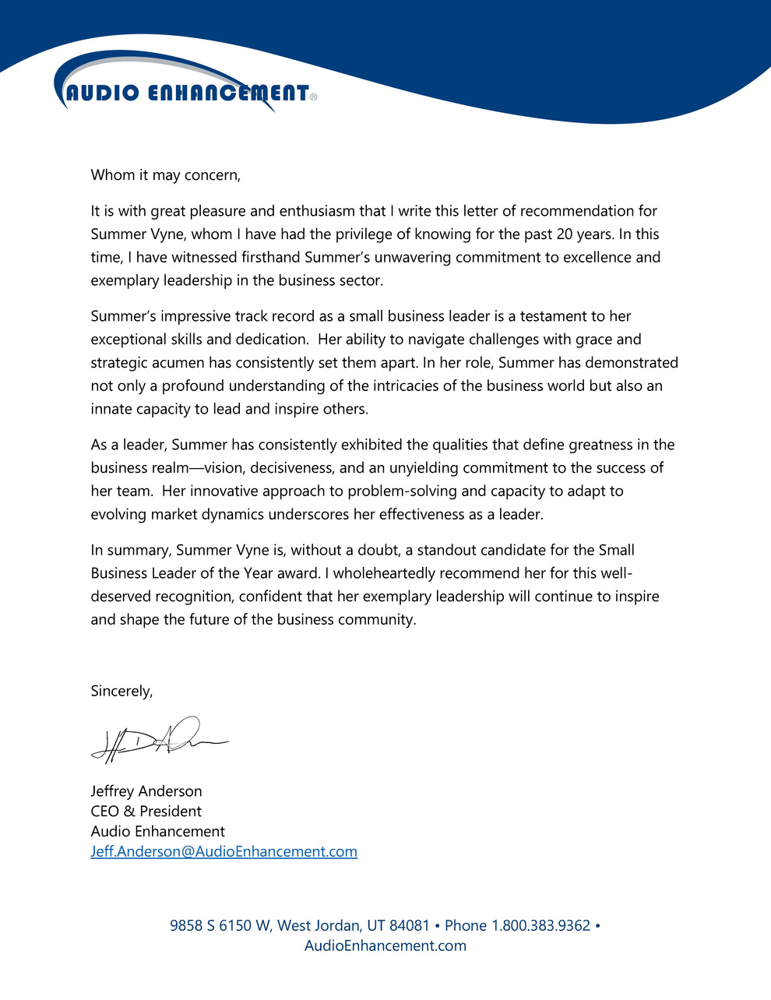 AUDIO ENHANCEMENT®
Whom it may concern,
It is with great pleasure and enthusiasm that I write this letter of recommendation for
Summer Vyne, whom I have had the privilege of knowing for the past 20 years. In this
time, I have witnessed firsthand Summer's unwavering commitment to excellence and
exemplary leadership in the business sector.
Summer's impressive track record as a small business leader is a testament to her
exceptional skills and dedication.  Her ability to navigate challenges with grace and
strategic acumen has consistently set them apart. In her role, Summer has demonstrated
not only a profound understanding of the intricacies of the business world but also an
innate capacity to lead and inspire others.
As a leader, Summer has consistently exhibited the qualities that define greatness in the
business realm—vision, decisiveness, and an unyielding commitment to the success of
her team.  Her innovative approach to problem-solving and capacity to adapt to
evolving market dynamics underscores her effectiveness as a leader.
In summary, Summer Vyne is, without a doubt, a standout candidate for the Small
Business Leader of the Year award. I wholeheartedly recommend her for this well-
deserved recognition, confident that her exemplary leadership will continue to inspire
and shape the future of the business community.
Sincerely,
Jeffrey Anderson
CEO & President
Audio Enhancement
Jeff.Anderson@AudioEnhancement.com
9858 S 6150 W, West Jordan, UT 84081 • Phone 1.800.383.9362 •
AudioEnhancement.com